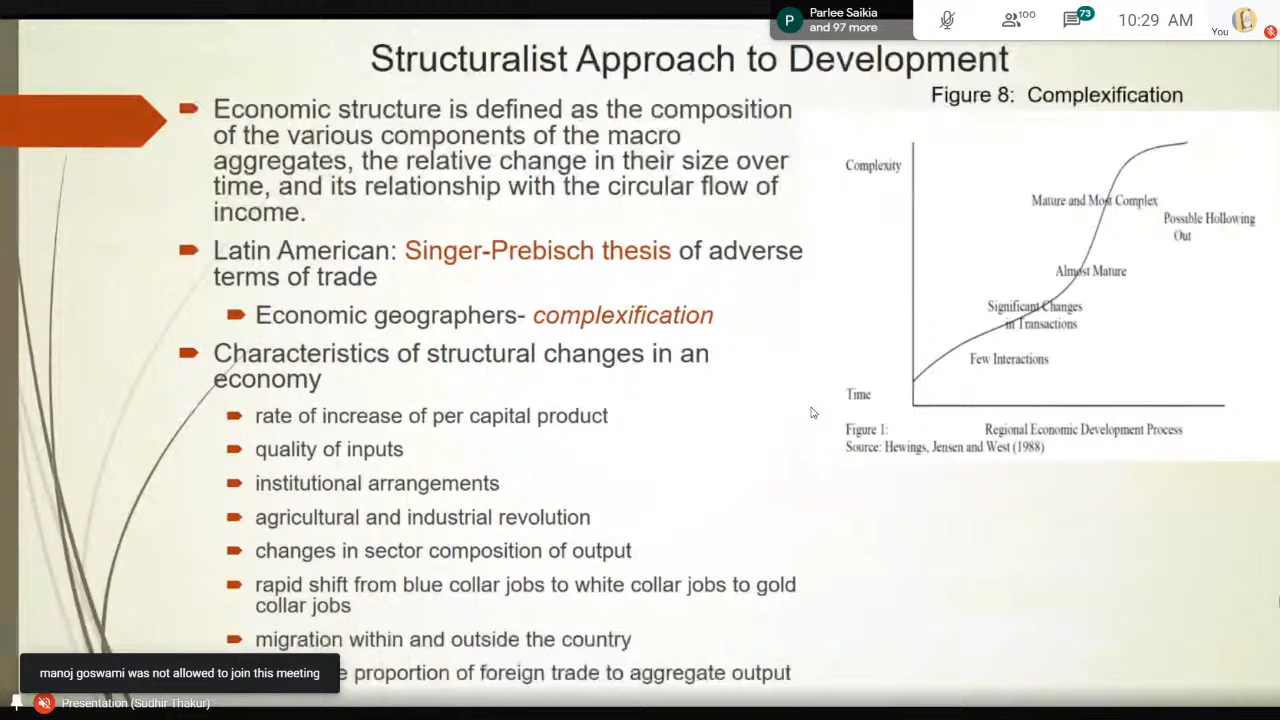 Parlee Saikia
and 97 more
P
100
73
10:29 AM
You
Structuralist Approach to Development
Figure 8: Complexification
Economic structure is defined as the composition
of the various components of the macro
aggregates, the relative change in their size over
time, and its relationship with the circular flow of
income.
Latin American: Singer-Prebisch thesis of adverse
terms of trade
Economic geographers- complexification
Characteristics of structural changes in an
economy
rate of increase of per capital product
quality of inputs
institutional arrangements
agricultural and industrial revolution
changes in sector composition of output
rapid shift from blue collar jobs to white collar jobs to gold
collar jobs
migration within and outside the country
proportion of foreign trade to aggregate output
Complexity
Mature and Most Complex
Possible Hollowing
Out
Almost Mature
Significant Changes
in Transactions
Few Interactions
Time
Figure 1: Regional Economic Development Process
Source: Hewings, Jensen and West (1988)
manoj goswami was not allowed to join this meeting
Presentation (Sudhir Thakur)